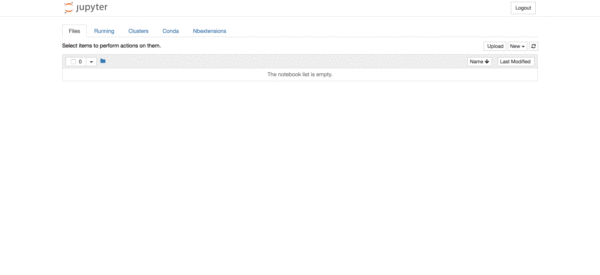 jupyter
Logout
Files Running Clusters Conda Nbextensions
Select items to perform actions on them.
Upload New
0
Name Last Modified
The notebook list is empty.